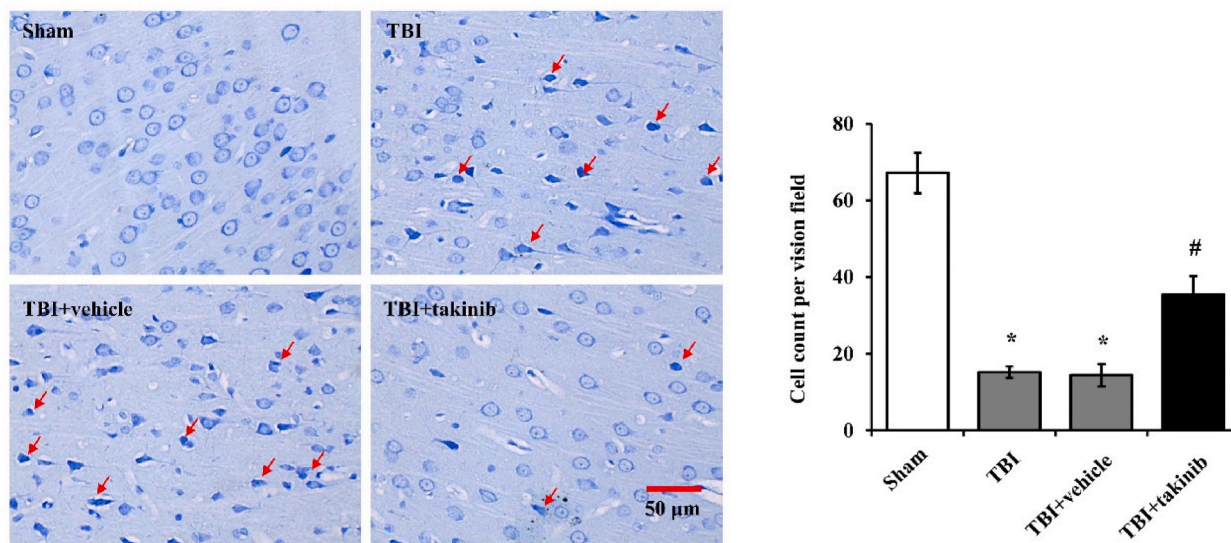 Sham
TBI
TBI+vehicle
TBI+takinib
50 µm
Cell count per vision field
80
60
40
20
0
*
*
#
Sham
TBI
TBI+vehicle
TBI+takinib